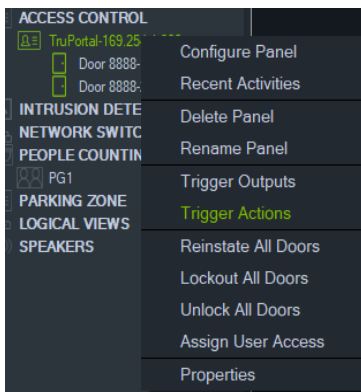 ACCESS CONTROL
TruPortal-169.254
Door 8888-
Door 8888-
INTRUSION DETE
NETWORK SWITC
PEOPLE COUNTIN
PG1
PARKING ZONE
LOGICAL VIEWS
SPEAKERS
Configure Panel
Recent Activities
Delete Panel
Rename Panel
Trigger Outputs
Trigger Actions
Reinstate All Doors
Lockout All Doors
Unlock All Doors
Assign User Access
Properties